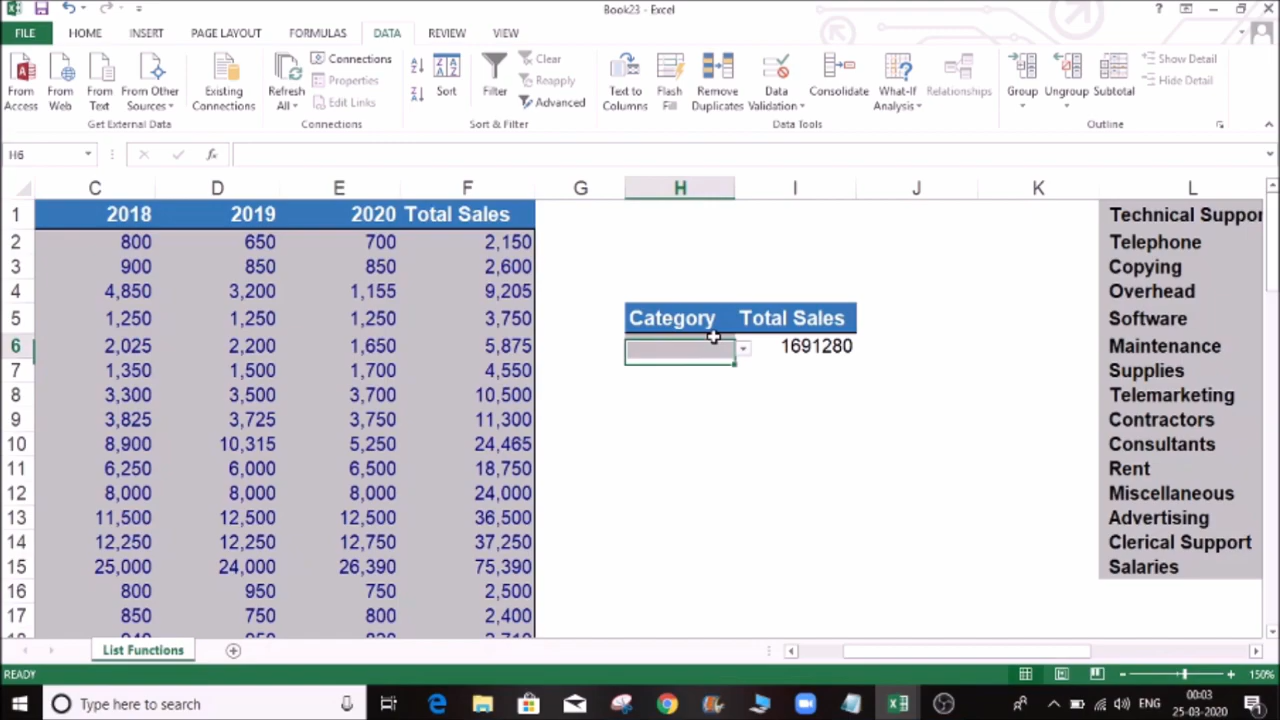 Book23 - Excel
FILE HOME INSERT PAGE LAYOUT FORMULAS DATA REVIEW VIEW
From Access
From Web
From Text
From Other Sources
Existing Connections
Refresh All
Connections
Properties
Edit Links
Sort
Filter
Clear
Reapply
Advanced
Text to Columns
Flash Fill
Remove Duplicates
Data Validation
Consolidate
What-If Analysis
Relationships
Group
Ungroup
Subtotal
Show Detail
Hide Detail
Get External Data Connections Sort & Filter Data Tools Outline
H6 fx
C D E F G H I J K L
1 2018 2019 2020 Total Sales Technical Suppor
2 800 650 700 2,150 Telephone
3 900 850 850 2,600 Copying
4 4,850 3,200 1,155 9,205 Overhead
5 1,250 1,250 1,250 3,750 Category Total Sales Software
6 2,025 2,200 1,650 5,875 1691280 Maintenance
7 1,350 1,500 1,700 4,550 Supplies
8 3,300 3,500 3,700 10,500 Telemarketing
9 3,825 3,725 3,750 11,300 Contractors
10 8,900 10,315 5,250 24,465 Consultants
11 6,250 6,000 6,500 18,750 Rent
12 8,000 8,000 8,000 24,000 Miscellaneous
13 11,500 12,500 12,500 36,500 Advertising
14 12,250 12,250 12,750 37,250 Clerical Support
15 25,000 24,000 26,390 75,390 Salaries
16 800 950 750 2,500
17 850 750 800 2,400
List Functions
READY 150%
Type here to search ENG 00:03
25-03-2020